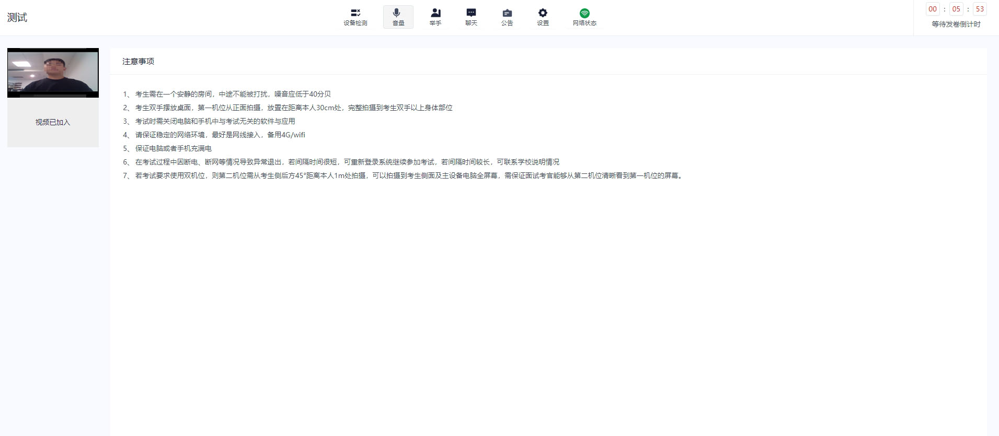 测试
设备检测
音量
举手
聊天
公告
设置
网络状态
00 : 05 : 53
等待发卷倒计时
视频已加入
注意事项
1、 考生需在一个安静的房间，中途不能被打扰，噪音应低于40分贝
2、 考生双手摆放桌面，第一机位从正面拍摄，放置在距离本人30cm处，完整拍摄到考生双手以上身体部位
3、 考试时需关闭电脑和手机中与考试无关的软件与应用
4、 请保证稳定的网络环境，最好是网线接入，备用4G/wifi
5、 保证电脑或者手机充满电
6、 在考试过程中因断电、断网等情况导致异常退出，若间隔时间很短，可重新登录系统继续参加考试，若间隔时间较长，可联系学校说明情况
7、 若考试要求使用双机位，则第二机位需从考生侧后方45°距离本人1m处拍摄，可以拍摄到考生侧面及主设备电脑全屏幕，需保证面试考官能够从第二机位清晰看到第一机位的屏幕。